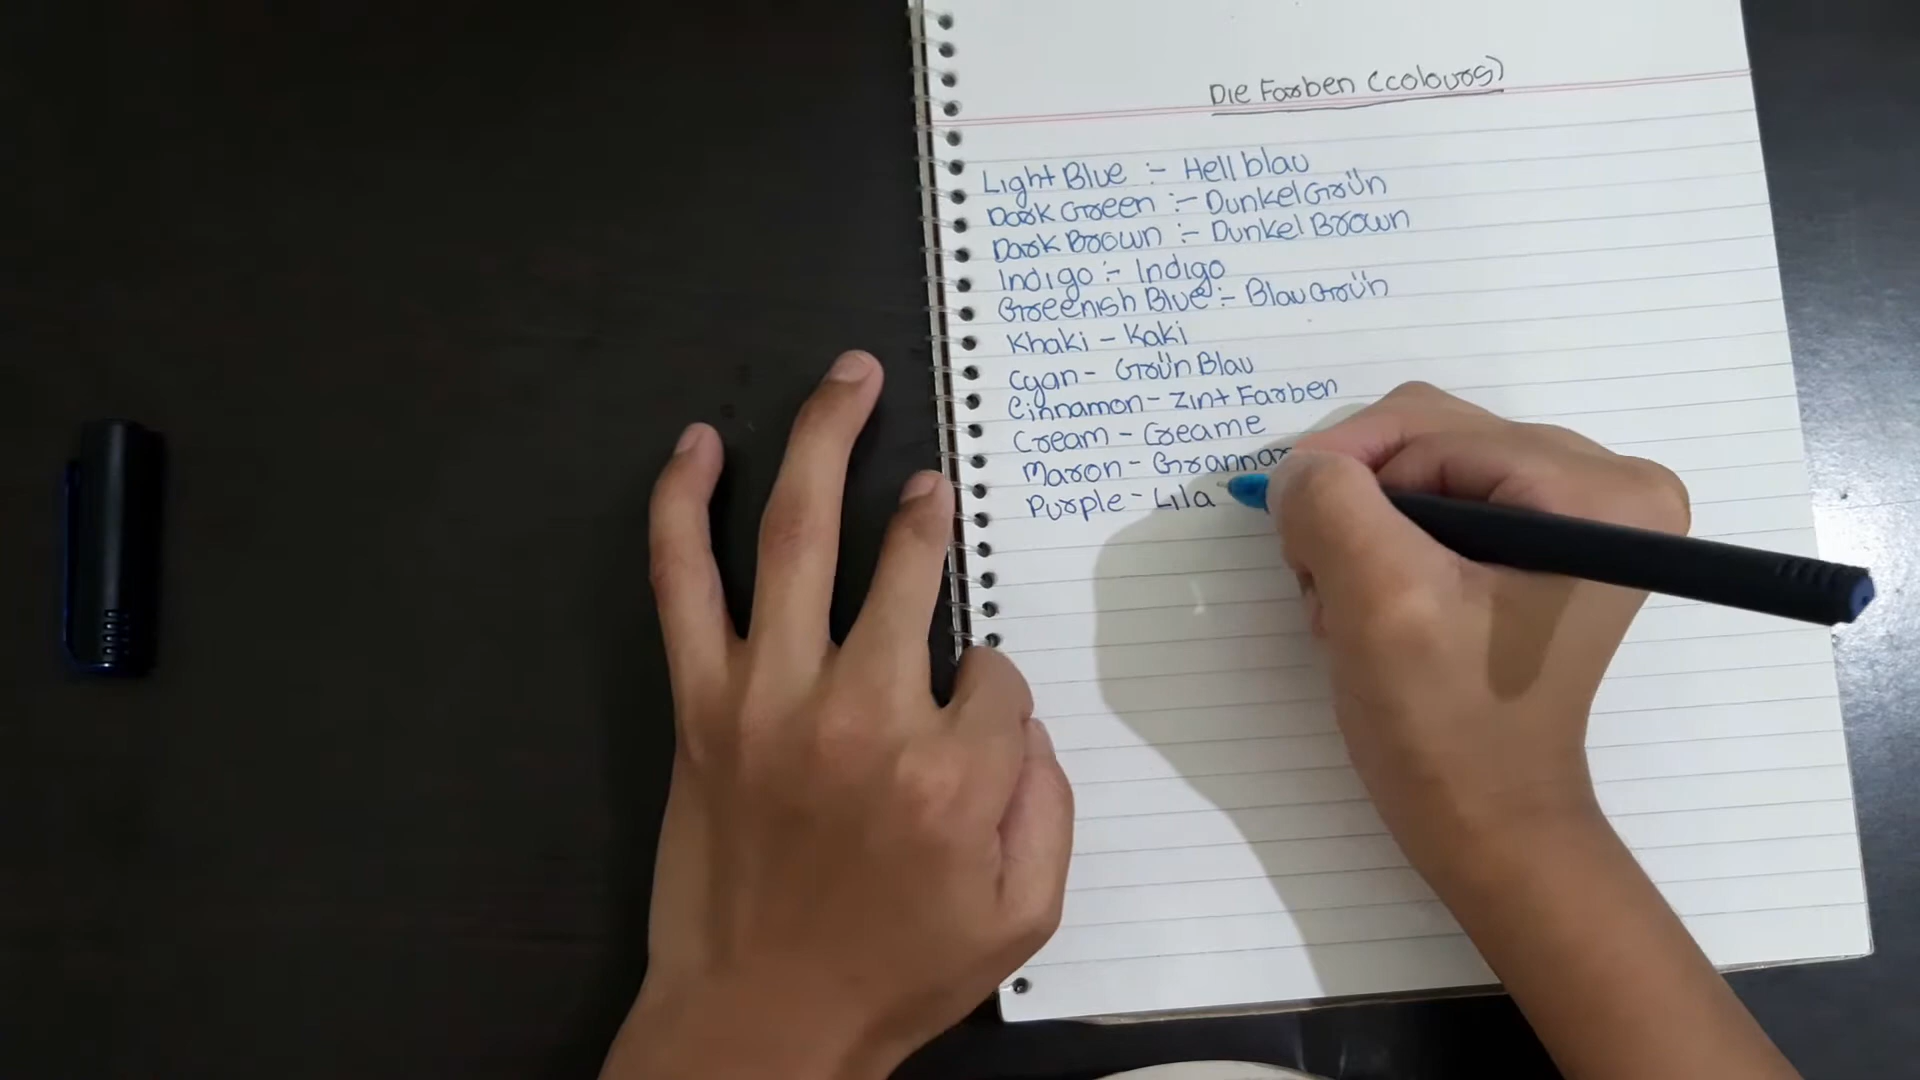 Die Farben (colours)
Light Blue :- Hell blau
Dark Green :- Dunkel Grün
Dark Brown :- Dunkel Brown
Indigo :- Indigo
Greenish Blue :- Blau Grün
Khaki - Kaki
Cyan - Grün Blau
Cinnamon - Zint Farben
Cream - Creame
Maron -
Purple - Lila